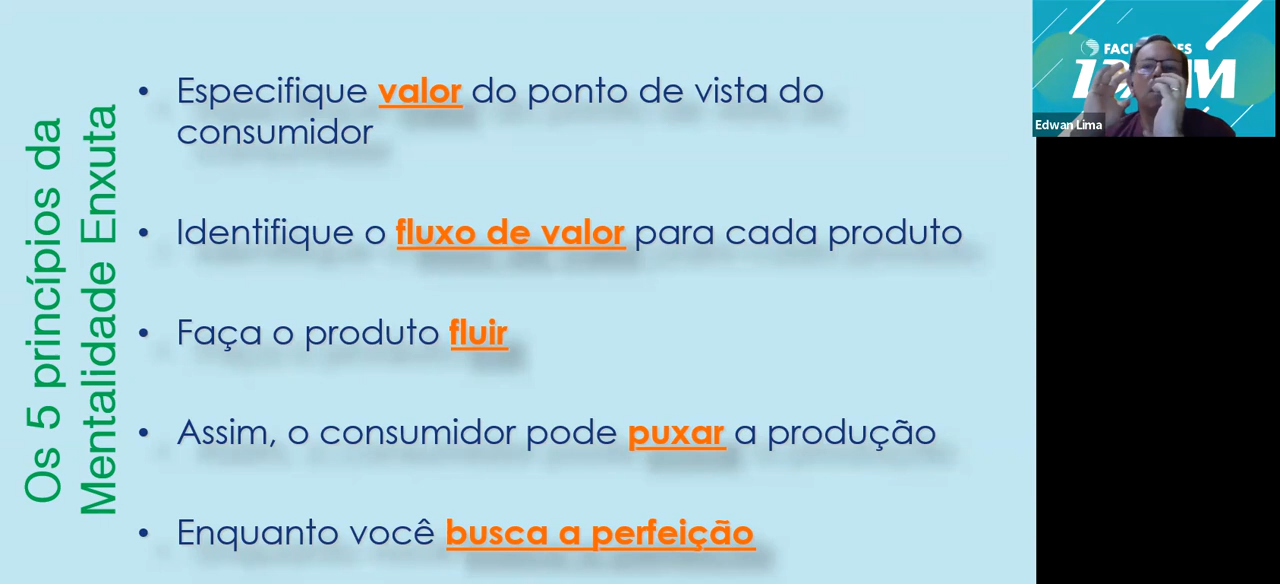 Os 5 princípios da
Mentalidade Enxuta
• Especifique valor do ponto de vista do
consumidor
• Identifique o fluxo de valor para cada produto
• Faça o produto fluir
• Assim, o consumidor pode puxar a produção
• Enquanto você busca a perfeição
Edwan Lima